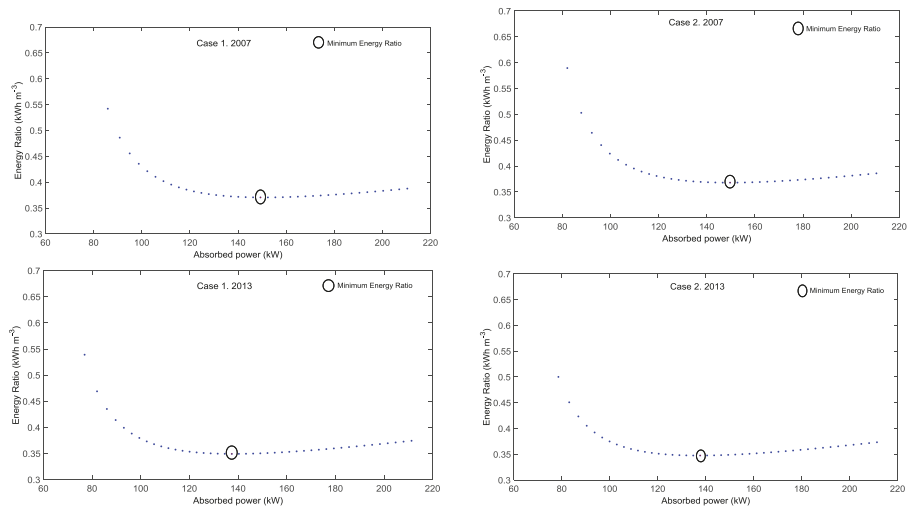 Case 1. 2007
Minimum Energy Ratio
Energy Ratio (kWh m-3)
0.7
0.65
0.6
0.55
0.5
0.45
0.4
0.35
0.3
60 80 100 120 140 160 180 200 220
Absorbed power (kW)
Case 2. 2007
Minimum Energy Ratio
Energy Ratio (kWh m-3)
0.7
0.65
0.6
0.55
0.5
0.45
0.4
0.35
0.3
60 80 100 120 140 160 180 200 220
Absorbed power (kW)
Case 1. 2013
Minimum Energy Ratio
Energy Ratio (kWh m-3)
0.7
0.65
0.6
0.55
0.5
0.45
0.4
0.35
0.3
60 80 100 120 140 160 180 200 220
Absorbed power (kW)
Case 2. 2013
Minimum Energy Ratio
Energy Ratio (kWh m-3)
0.7
0.65
0.6
0.55
0.5
0.45
0.4
0.35
0.3
60 80 100 120 140 160 180 200 220
Absorbed power (kW)